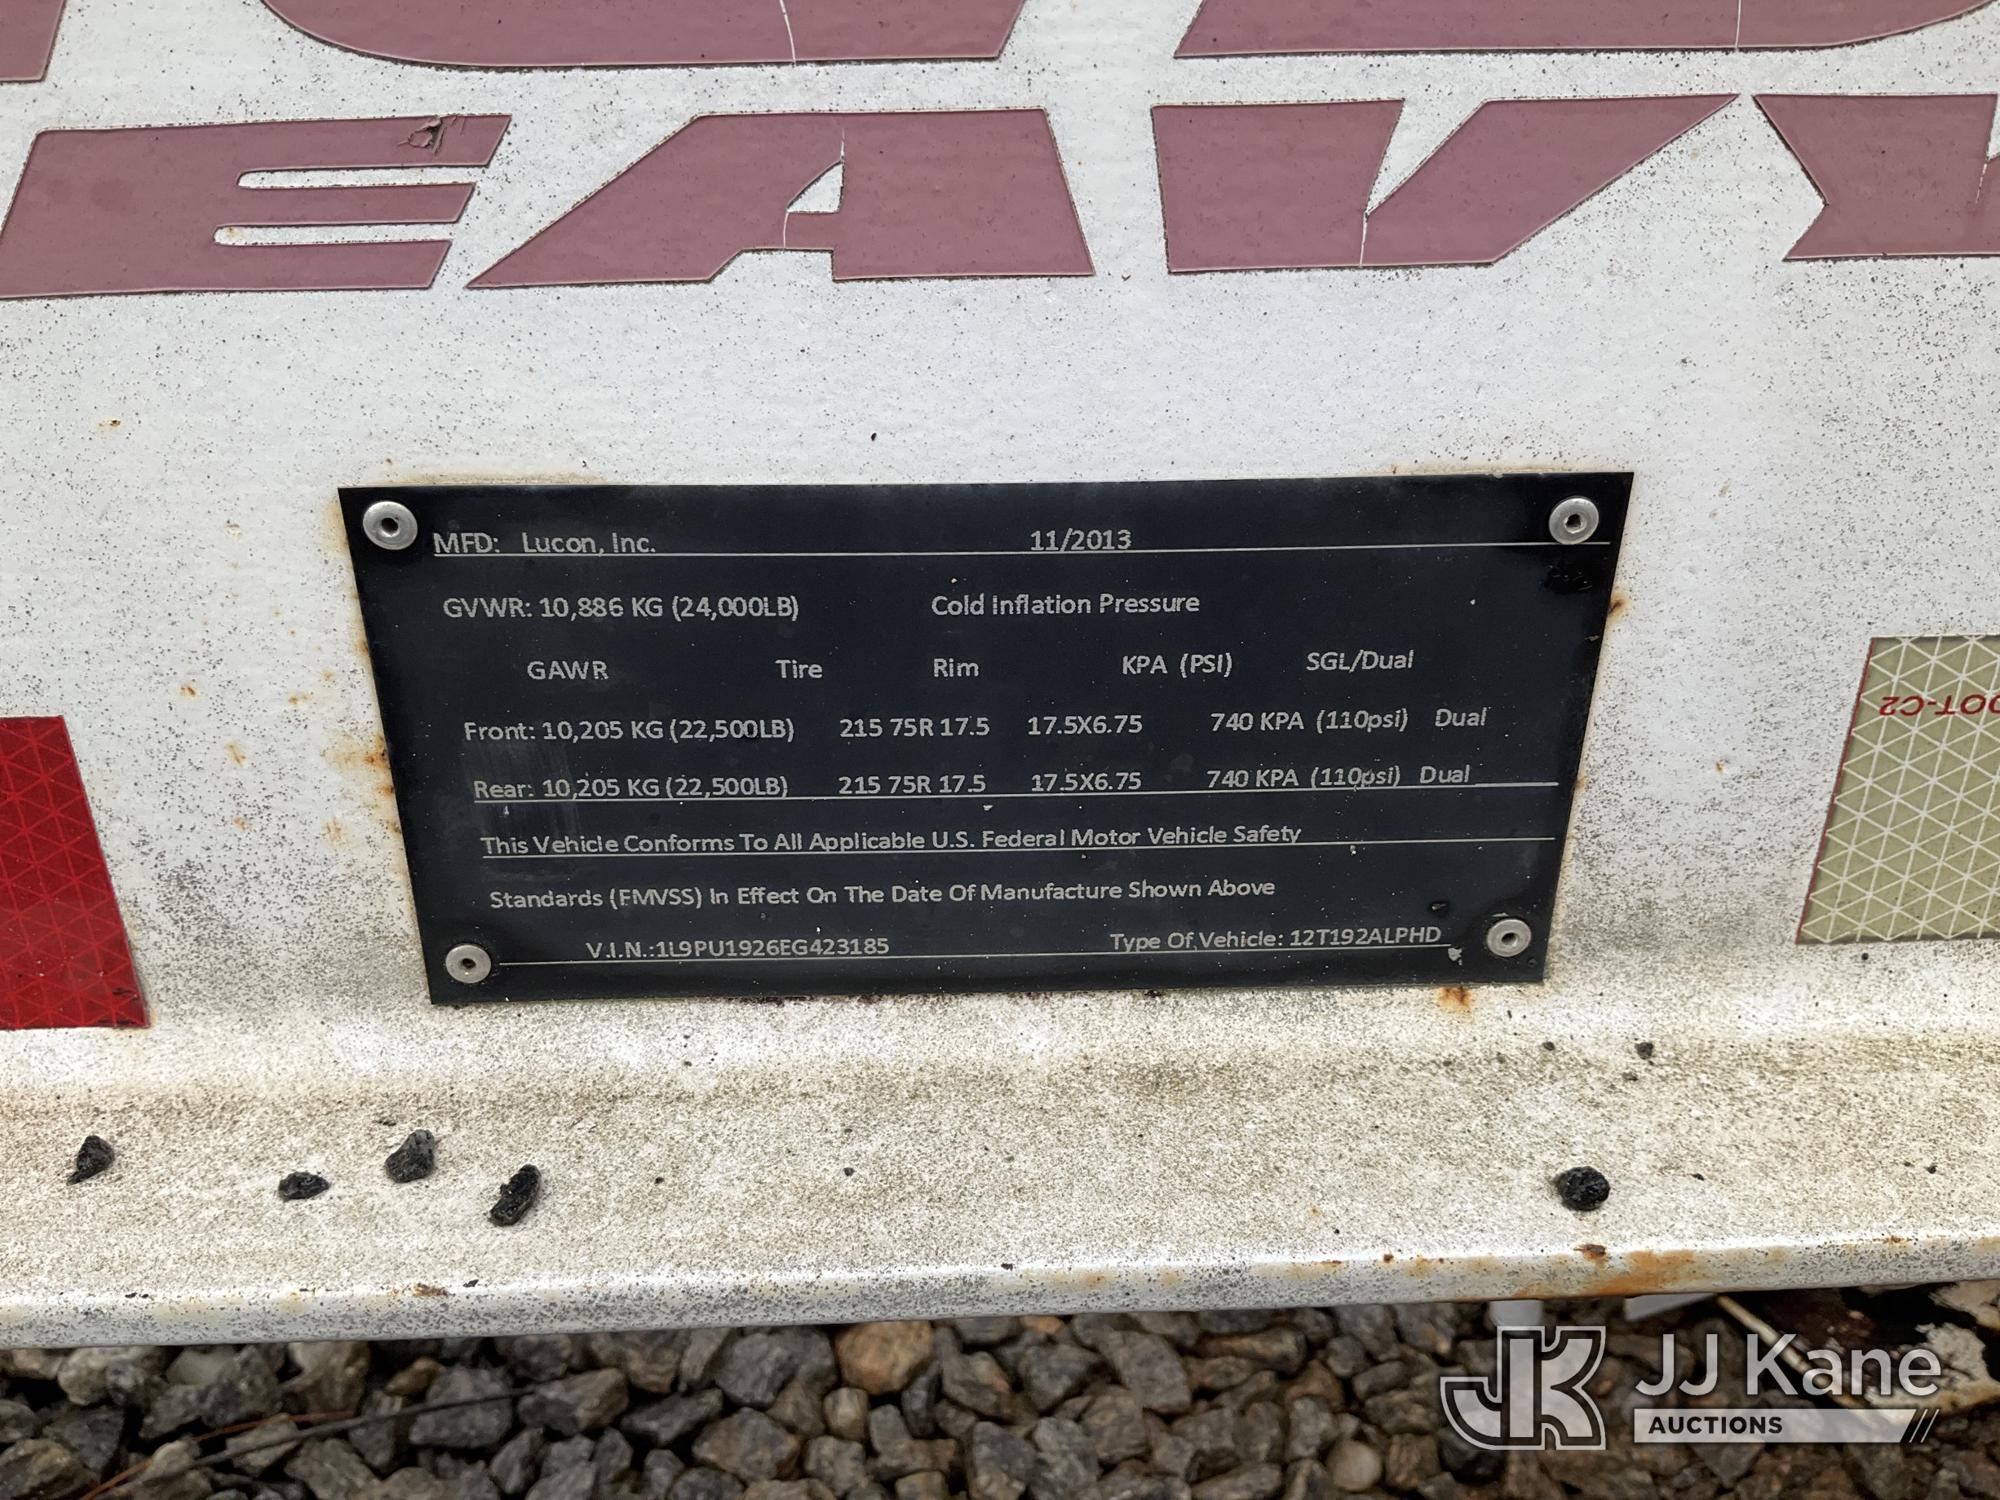 EAVY
MFD: Lucon, Inc. 11/2013
GVWR: 10,886 KG (24,000LB) Cold Inflation Pressure
GAWR Tire Rim KPA (PSI) SGL/Dual
Front: 10,205 KG (22,500LB) 215 75R 17.5 17.5X6.75 740 KPA (110psi) Dual
Rear: 10,205 KG (22,500LB) 215 75R 17.5 17.5X6.75 740 KPA (110psi) Dual
This Vehicle Conforms To All Applicable U.S. Federal Motor Vehicle Safety
Standards (FMVSS) In Effect On The Date Of Manufacture Shown Above
V.I.N.:1L9PU1926EG423185 Type Of Vehicle: 12T192ALPHD
DOT-C2
JJ Kane
AUCTIONS